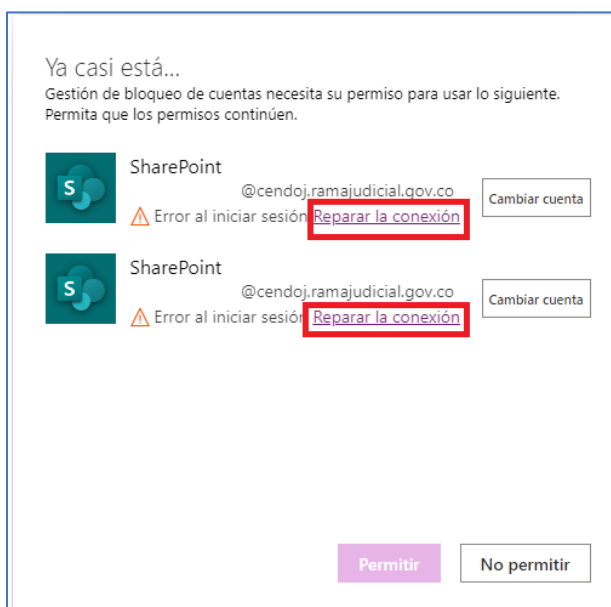 Ya casi está...
Gestión de bloqueo de cuentas necesita su permiso para usar lo siguiente.
Permita que los permisos continúen.
SharePoint
@cendoj.ramajudicial.gov.co
Cambiar cuenta
Error al iniciar sesión Reparar la conexión
SharePoint
@cendoj.ramajudicial.gov.co
Cambiar cuenta
Error al iniciar sesión Reparar la conexión
Permitir
No permitir